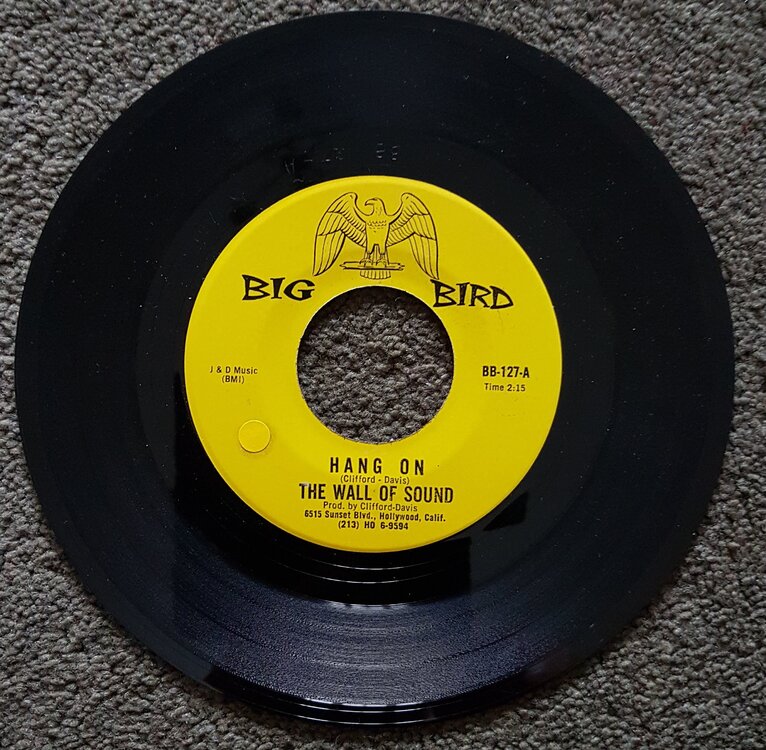 BIG BIRD
J & D Music
(BMI)
BB-127-A
Time 2:15
HANG ON
(Clifford - Davis)
THE WALL OF SOUND
Prod. by Clifford-Davis
6515 Sunset Blvd., Hollywood, Calif.
(213) HO 6-9594